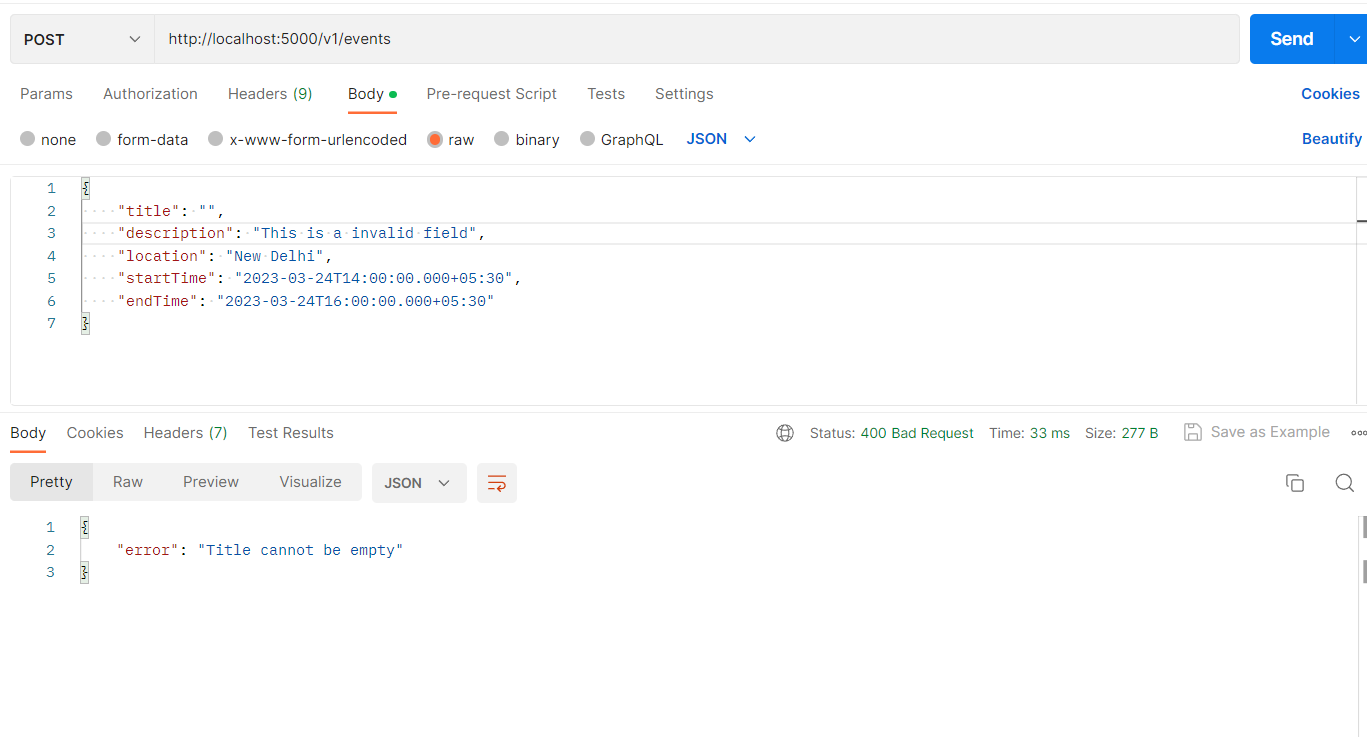 POST http://localhost:5000/v1/events Send
Params Authorization Headers (9) Body Pre-request Script Tests Settings Cookies
none form-data x-www-form-urlencoded raw binary GraphQL JSON Beautify
1 {
2 "title": "",
3 "description": "This is a invalid field",
4 "location": "New Delhi",
5 "startTime": "2023-03-24T14:00:00.000+05:30",
6 "endTime": "2023-03-24T16:00:00.000+05:30"
7 }
Body Cookies Headers (7) Test Results Status: 400 Bad Request Time: 33 ms Size: 277 B Save as Example
Pretty Raw Preview Visualize JSON
1 {
2 "error": "Title cannot be empty"
3 }